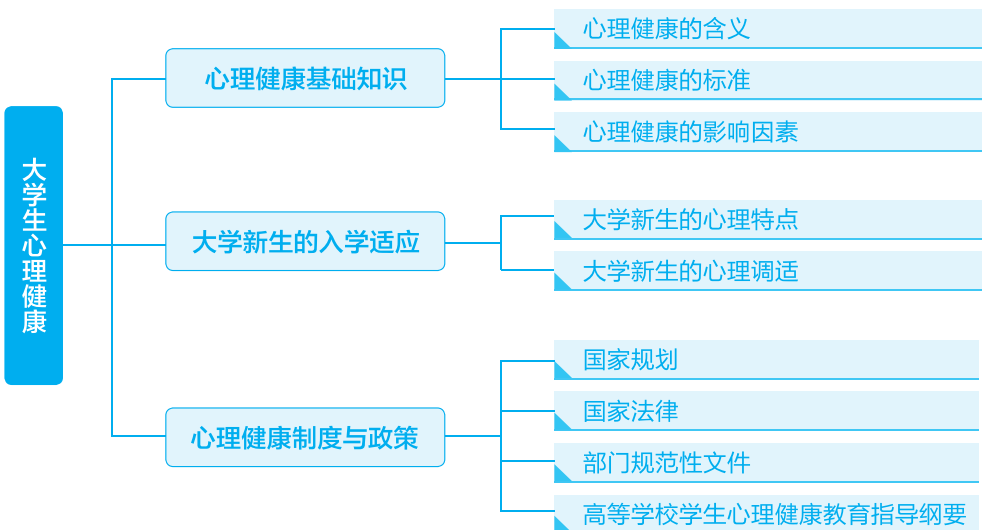 大学生心理健康
心理健康基础知识
心理健康的含义
心理健康的标准
心理健康的影响因素
大学新生的入学适应
大学新生的心理特点
大学新生的心理调适
心理健康制度与政策
国家规划
国家法律
部门规范性文件
高等学校学生心理健康教育指导纲要